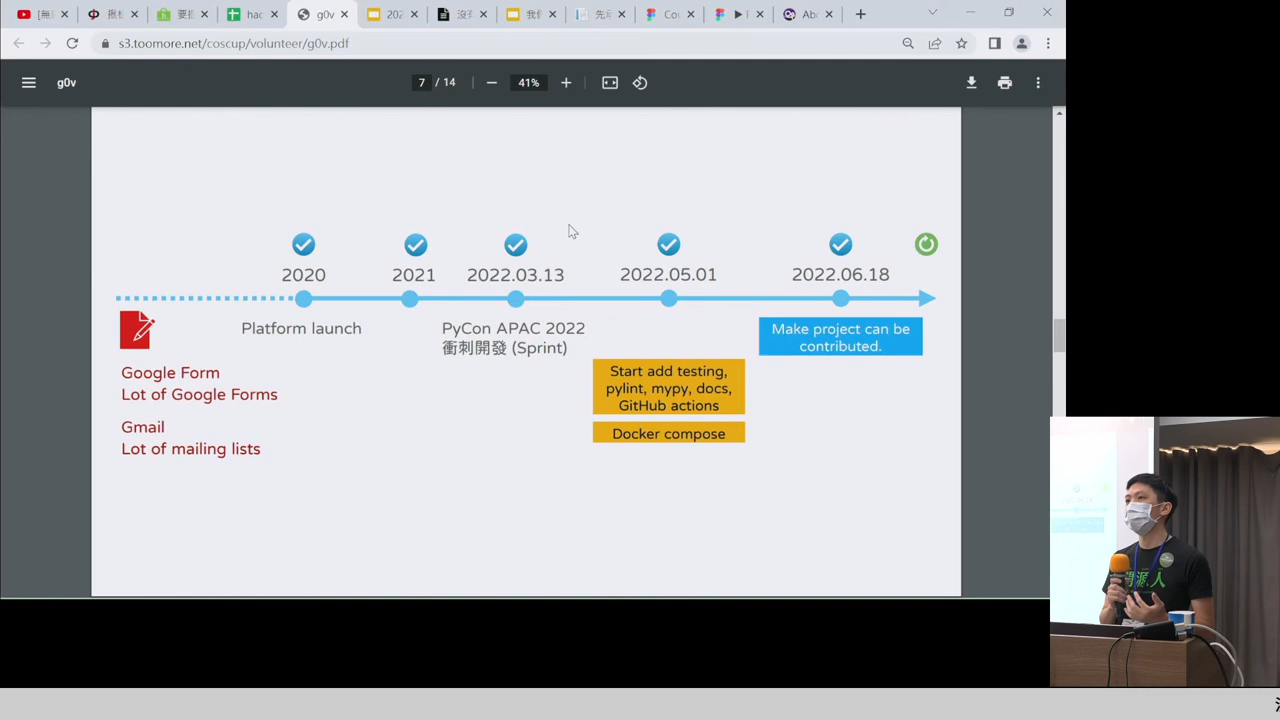 hac
g0v
202
s3.toomore.net/coscup/volunteer/g0v.pdf
g0v
7 / 14
41%
2020
2021
2022.03.13
2022.05.01
2022.06.18
Platform launch
PyCon APAC 2022
衝刺開發 (Sprint)
Make project can be
contributed.
Google Form
Lot of Google Forms
Start add testing,
pylint, mypy, docs,
GitHub actions
Gmail
Lot of mailing lists
Docker compose